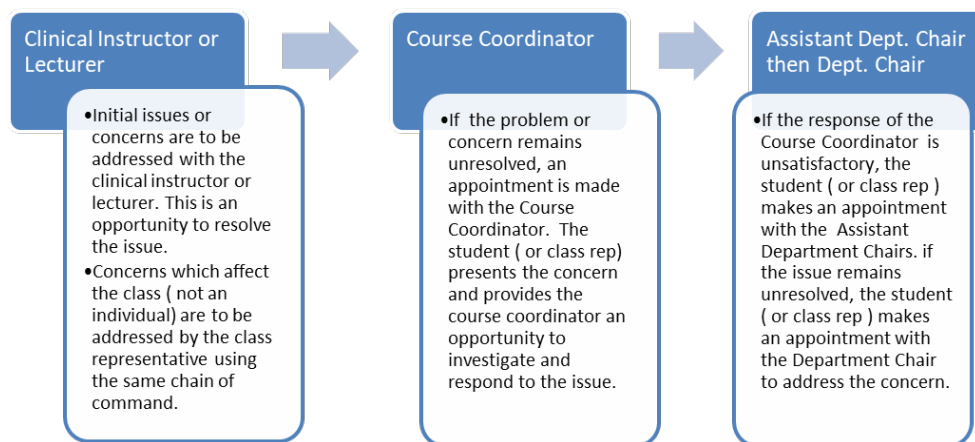 Clinical Instructor or
Lecturer
•Initial issues or
concerns are to be
addressed with the
clinical instructor or
lecturer. This is an
opportunity to resolve
the issue.
•Concerns which affect
the class ( not an
individual) are to be
addressed by the class
representative using
the same chain of
command.
Course Coordinator
•If the problem or
concern remains
unresolved, an
appointment is made
with the Course
Coordinator. The
student ( or class rep)
presents the concern
and provides the
course coordinator an
opportunity to
investigate and
respond to the issue.
Assistant Dept. Chair
then Dept. Chair
•If the response of the
Course Coordinator is
unsatisfactory, the
student ( or class rep )
makes an appointment
with the Assistant
Department Chairs. if
the issue remains
unresolved, the student
( or class rep ) makes
an appointment with
the Department Chair
to address the concern.